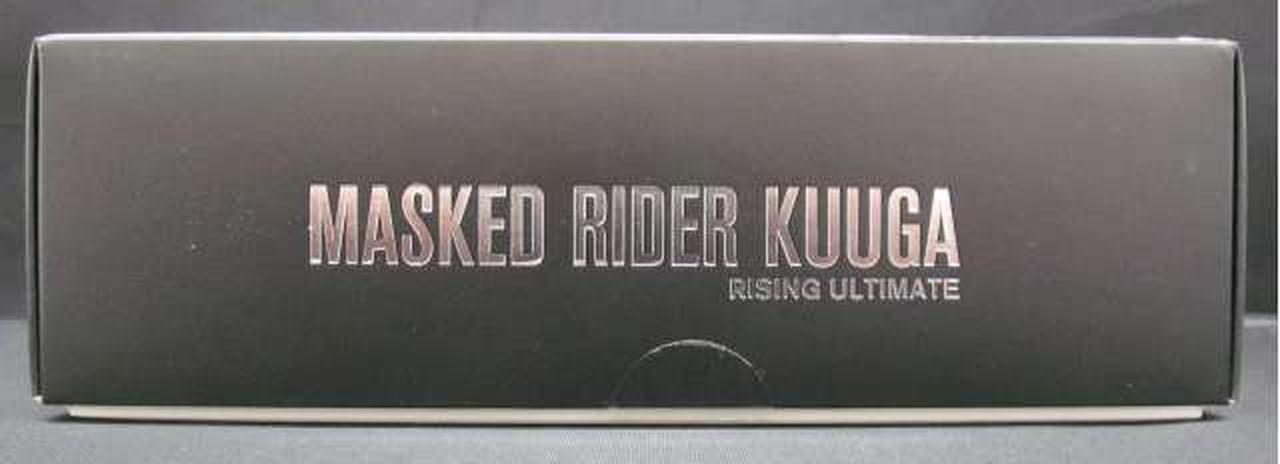 MASKED RIDER KUUGA
RISING ULTIMATE